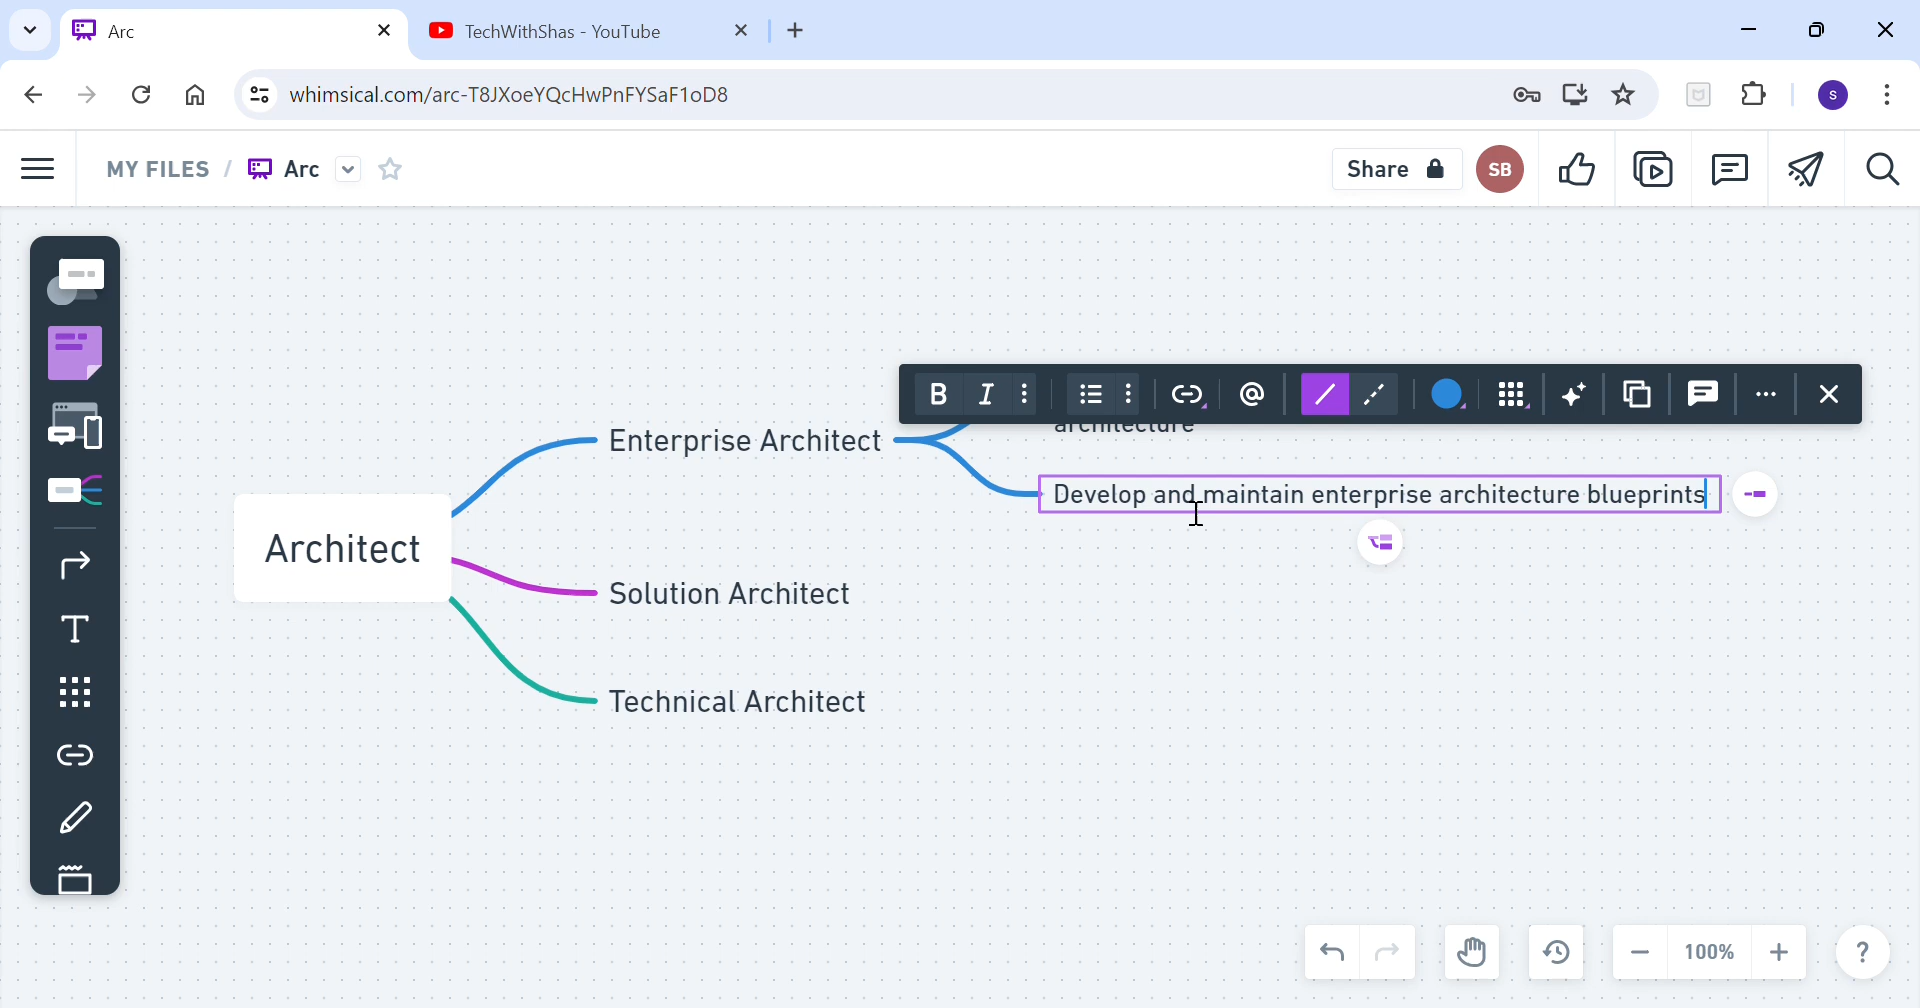 Arc
TechWithShas - YouTube
whimsical.com/arc-T8JXoeYQcHwPnFYSaF1oD8
S
MY FILES / Arc
Share
SB
B I
architecture
Enterprise Architect
Develop and maintain enterprise architecture blueprints
Architect
Solution Architect
T
Technical Architect
100%
?